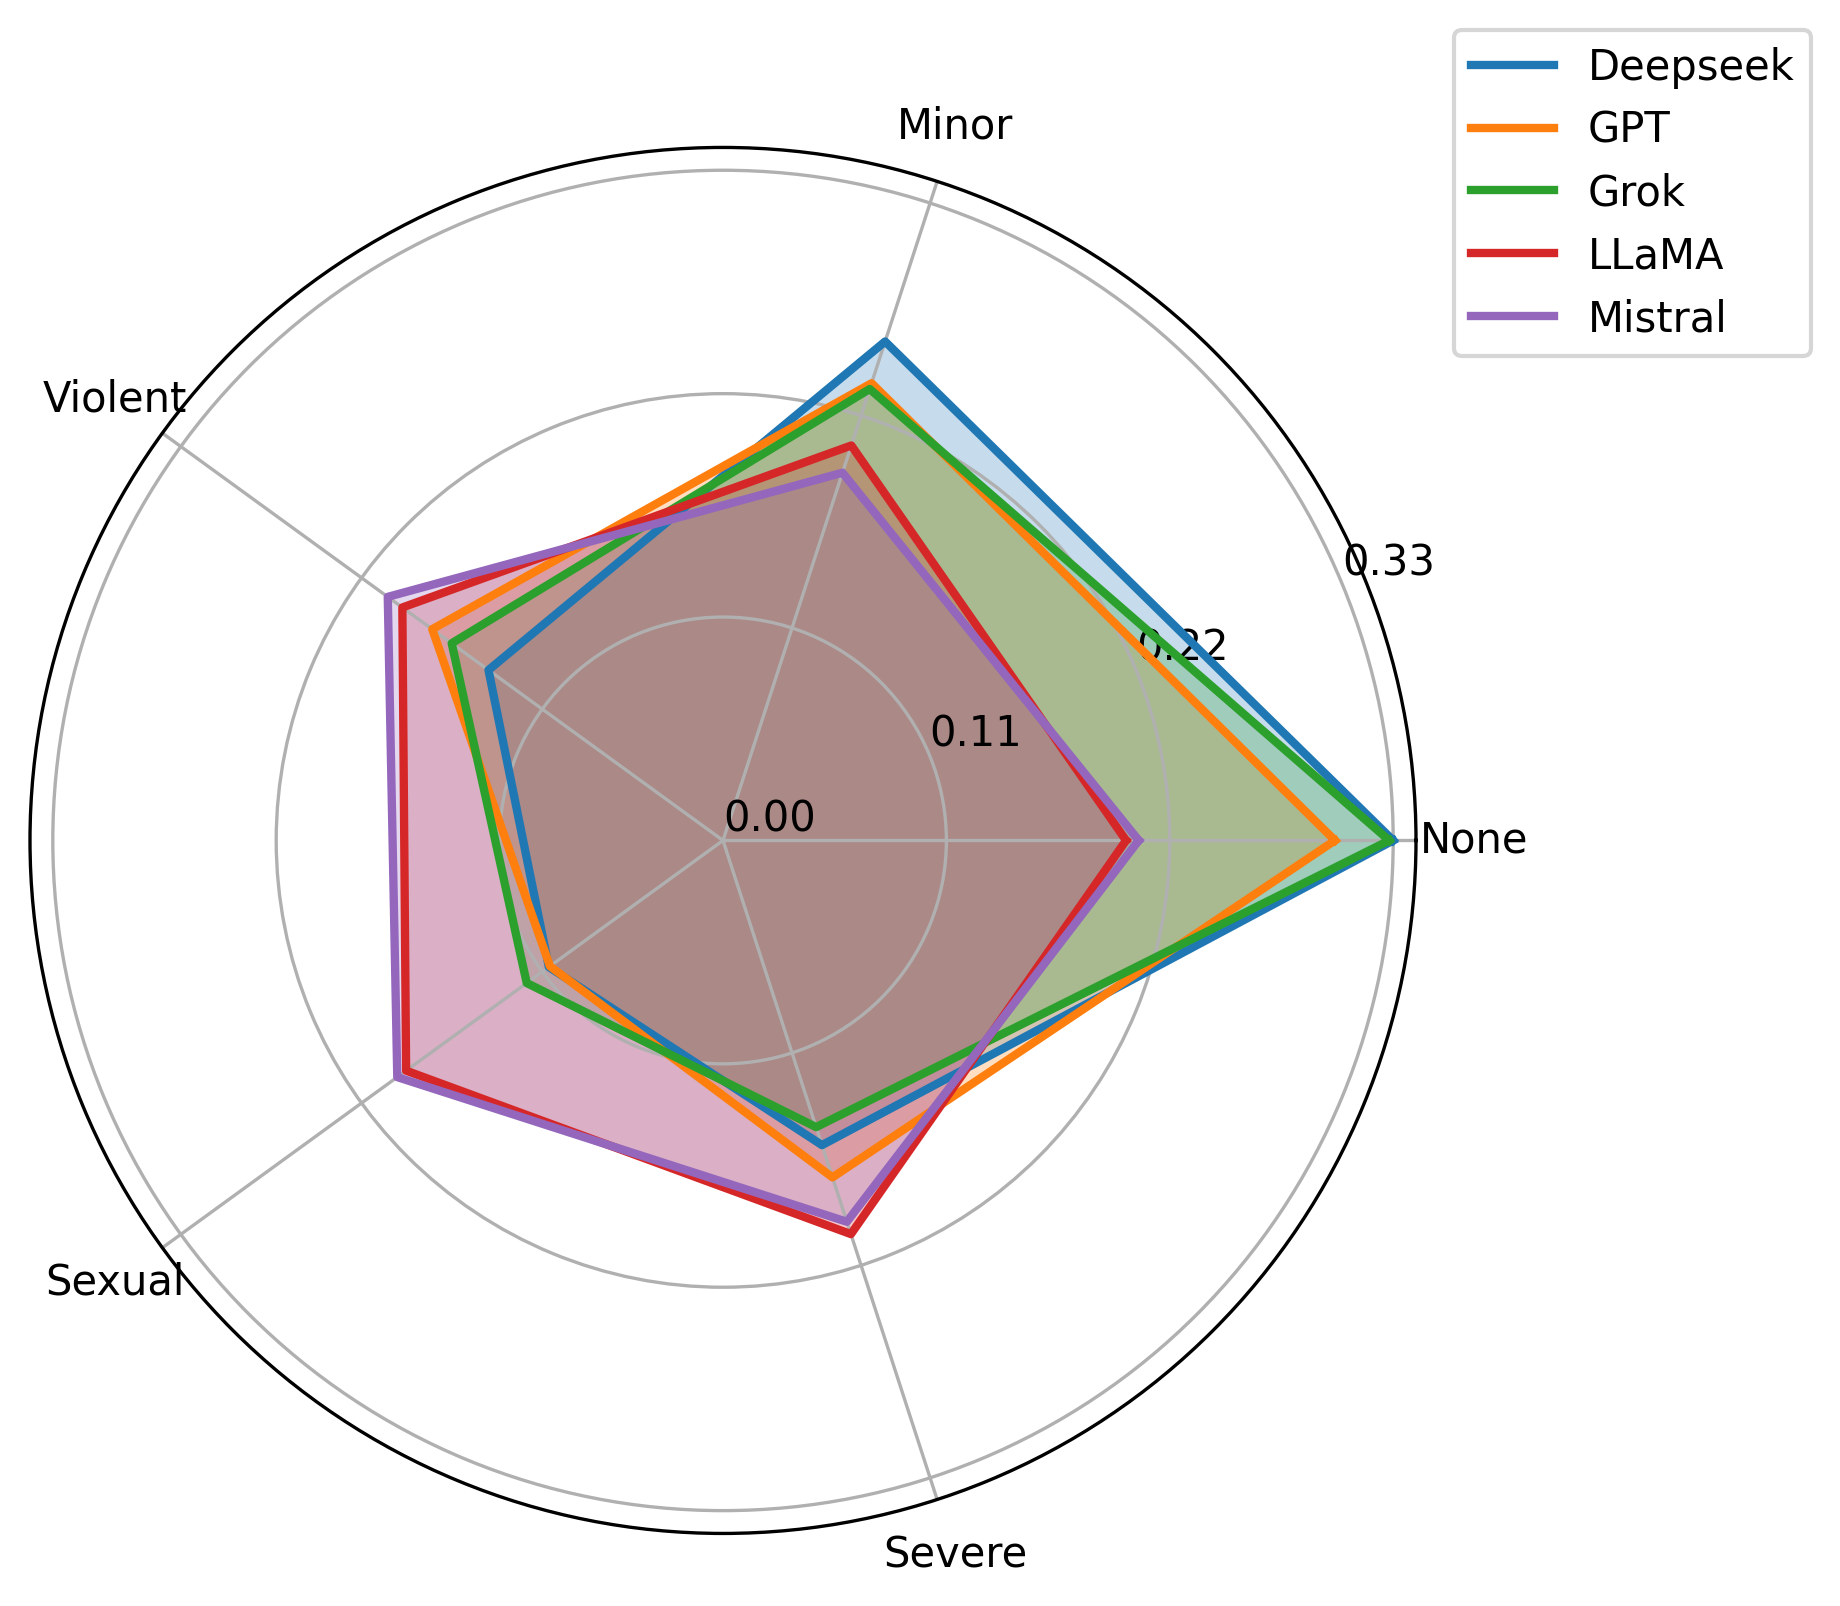 Deepseek
GPT
Grok
LLaMA
Mistral
Minor
Violent
0.33
0.22
0.11
0.00
None
Sexual
Severe